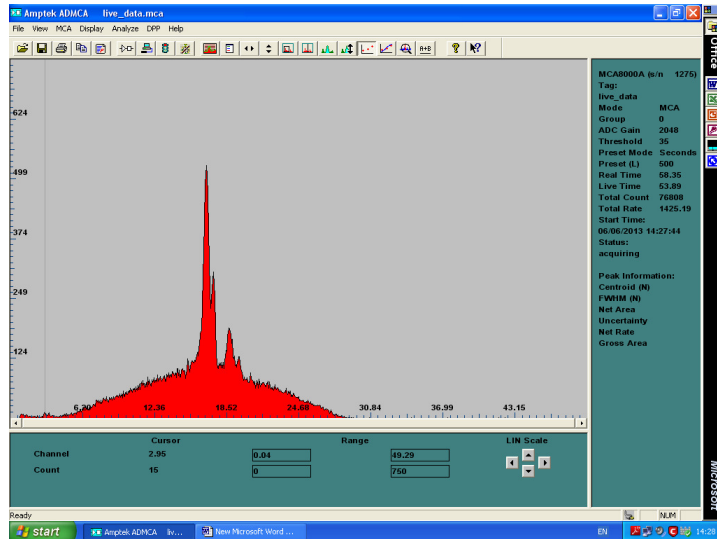 Amptek ADMCA live_data.mca
File View MCA Display Analyze DPP Help
A+B
624
499
374
249
124
6.20 12.36 18.52 24.68 30.84 36.99 43.15
MCA8000A (s/n 1275)
Tag:
live_data
Mode MCA
Group 0
ADC Gain 2048
Threshold 35
Preset Mode Seconds
Preset (L) 500
Real Time 58.35
Live Time 53.89
Total Count 76808
Total Rate 1425.19
Start Time:
06/06/2013 14:27:44
Status:
acquiring
Peak Information:
Centroid (N)
FWHM (N)
Net Area
Uncertainty
Net Rate
Gross Area
Cursor Range LIN Scale
Channel 2.95 0.04 49.29
Count 15 0 750
Ready NUM
start Amptek ADMCA liv... New Microsoft Word ... EN 14:28
Office
Microsoft